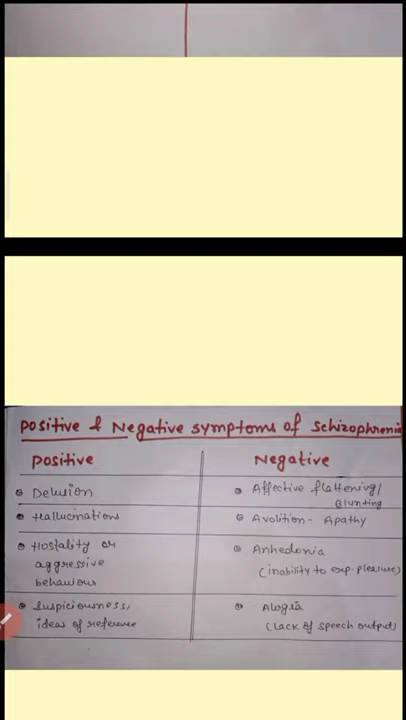 Positive & Negative symptoms of Schizophrenia
Positive
Negative
Delusion
Affective flattening/
Blunting
Hallucinations
Avolition - Apathy
Hostality or
aggressive
behaviour
Anhedonia
(inability to exp. pleasure)
Suspiciousness,
ideas of reference
Alogia
(Lack of speech output)